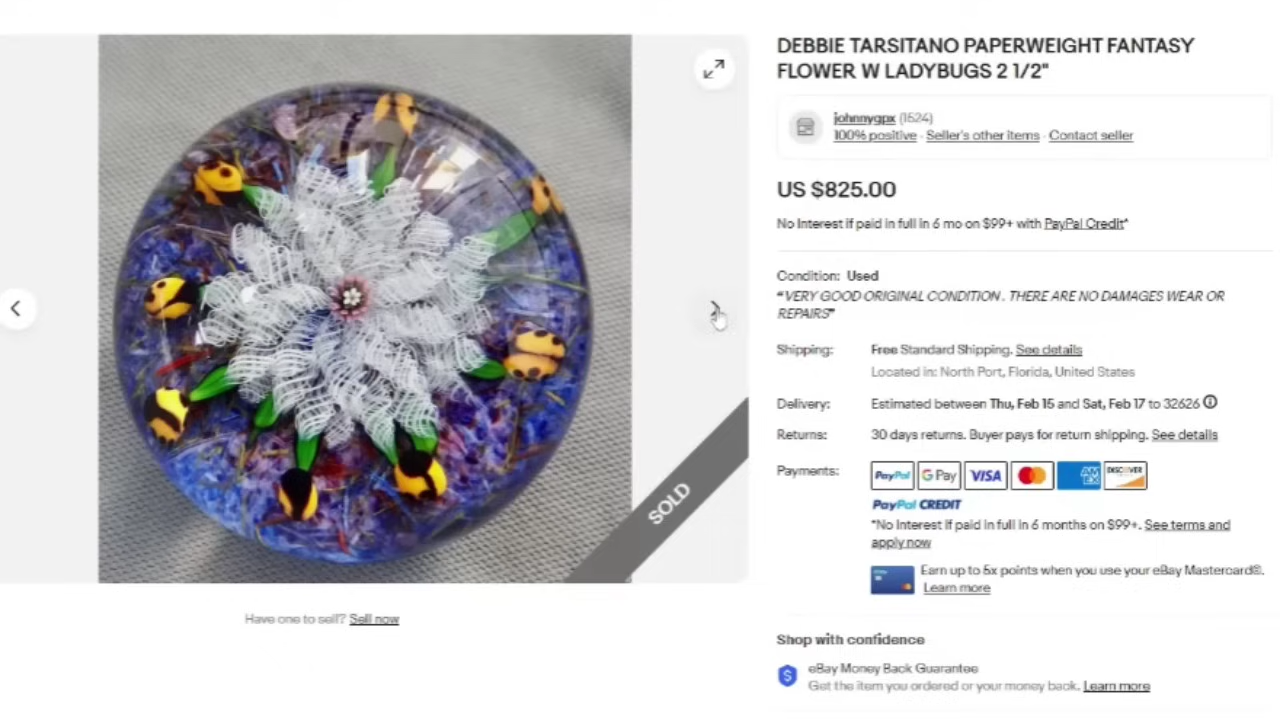 DEBBIE TARSITANO PAPERWEIGHT FANTASY
FLOWER W LADYBUGS 2 1/2"
johnnygpx (1524)
100% positive · Seller's other items · Contact seller
US $825.00
No Interest if paid in full in 6 mo on $99+ with PayPal Credit*
Condition: Used
"VERY GOOD ORIGINAL CONDITION . THERE ARE NO DAMAGES WEAR OR
REPAIRS"
Shipping: Free Standard Shipping. See details
Located in: North Port, Florida, United States
Delivery: Estimated between Thu, Feb 15 and Sat, Feb 17 to 32626
Returns: 30 days returns. Buyer pays for return shipping. See details
Payments: PayPal G Pay VISA AM EX DISCOVER
PayPal CREDIT
*No Interest if paid in full in 6 months on $99+. See terms and
apply now
Earn up to 5x points when you use your eBay Mastercard®.
Learn more
SOLD
Have one to sell? Sell now
Shop with confidence
eBay Money Back Guarantee
Get the item you ordered or your money back. Learn more